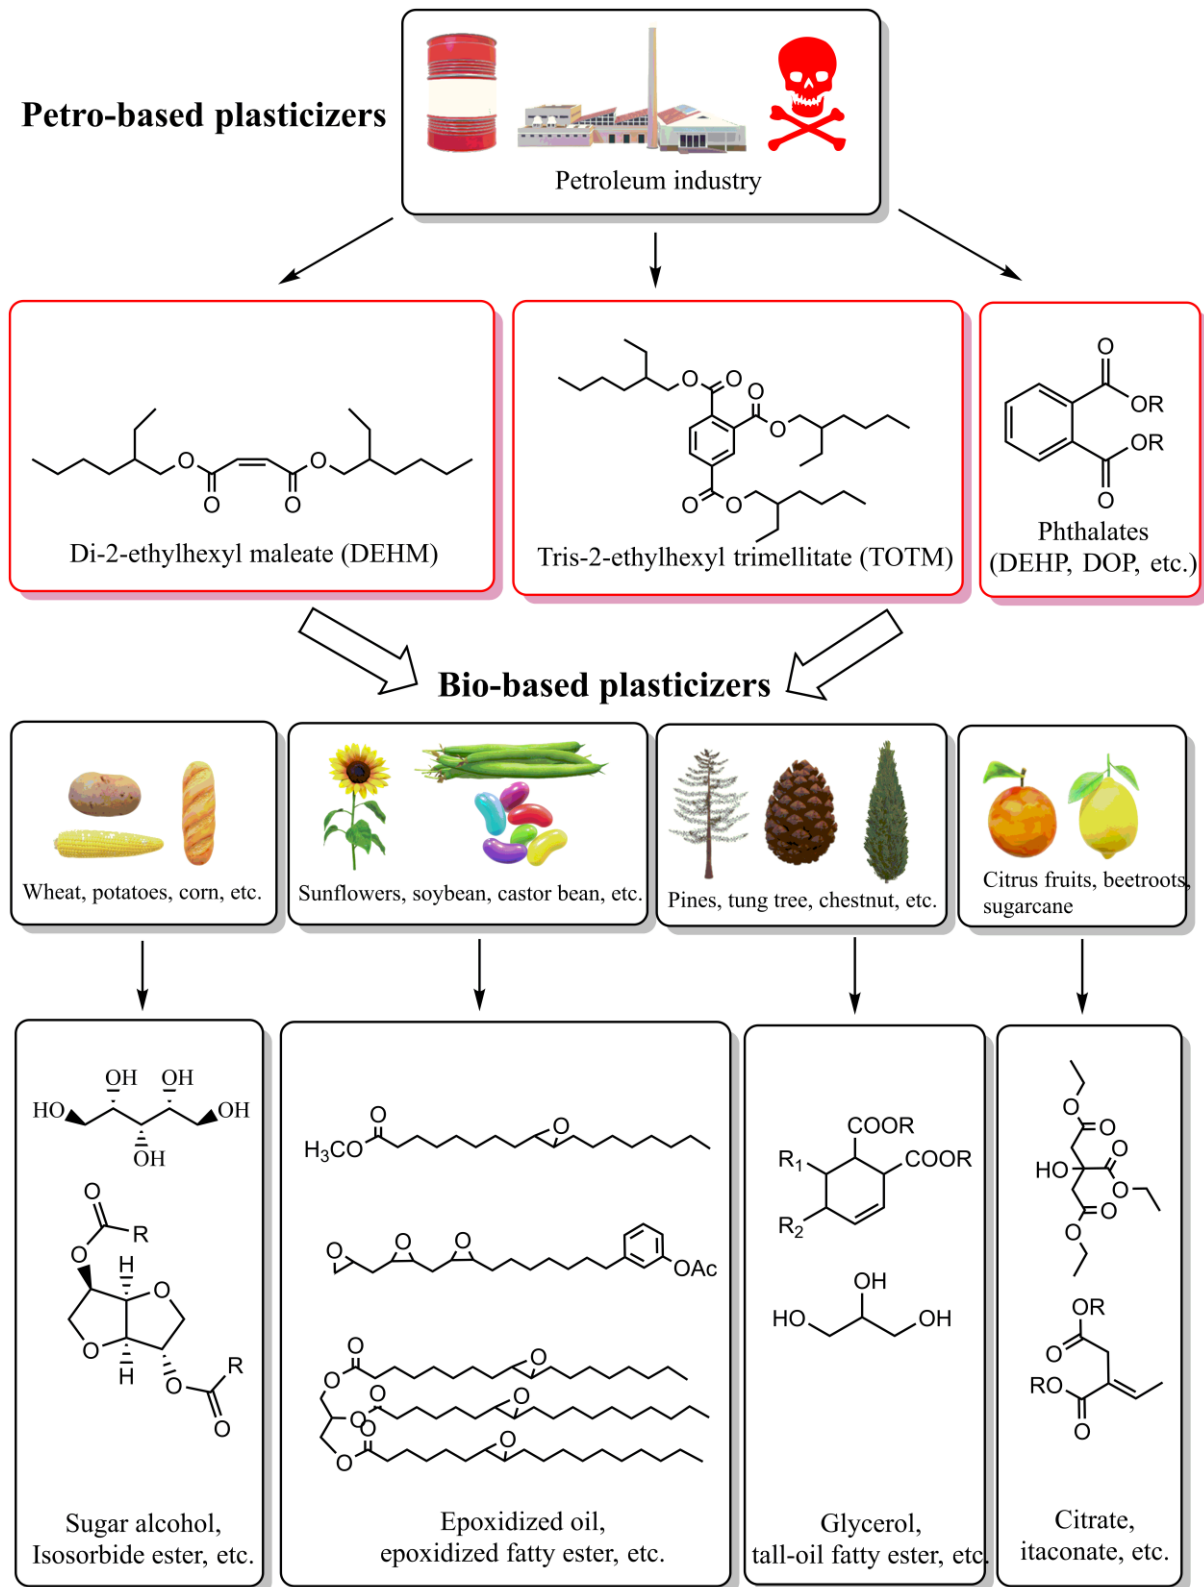 Petro-based plasticizers
Petroleum industry
O
O
O
O
Di-2-ethylhexyl maleate (DEHM)
O
O
O
O
O
O
Tris-2-ethylhexyl trimellitate (TOTM)
O
OR
OR
O
Phthalates
(DEHP, DOP, etc.)
Bio-based plasticizers
Wheat, potatoes, corn, etc.
Sunflowers, soybean, castor bean, etc.
Pines, tung tree, chestnut, etc.
Citrus fruits, beetroots,
sugarcane
OH
OH
HO
OH
OH
O
R
O
H
O
O
H
R
O
O
Sugar alcohol,
Isosorbide ester, etc.
O
H3CO
O
O
O
O
OAc
O
O
O
O
O
O
O
O
O
Epoxidized oil,
epoxidized fatty ester, etc.
COOR
R1
COOR
R2
OH
HO
OH
Glycerol,
tall-oil fatty ester, etc.
O
O
HO
O
O
O
O
OR
O
RO
O
Citrate,
itaconate, etc.